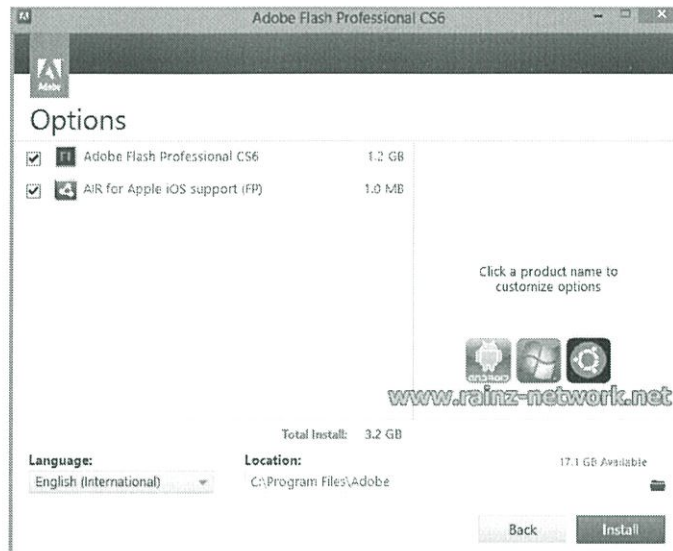 Adobe Flash Professional CS6
Adobe
Options
Adobe Flash Professional CS6 1.2 GB
AIR for Apple iOS support (FP) 1.0 MB
Click a product name to
customize options
www.rainz-network.net
Total Install: 3.2 GB
Language: Location: 17.1 GB Available
English (International) C:\Program Files\Adobe
Back Install